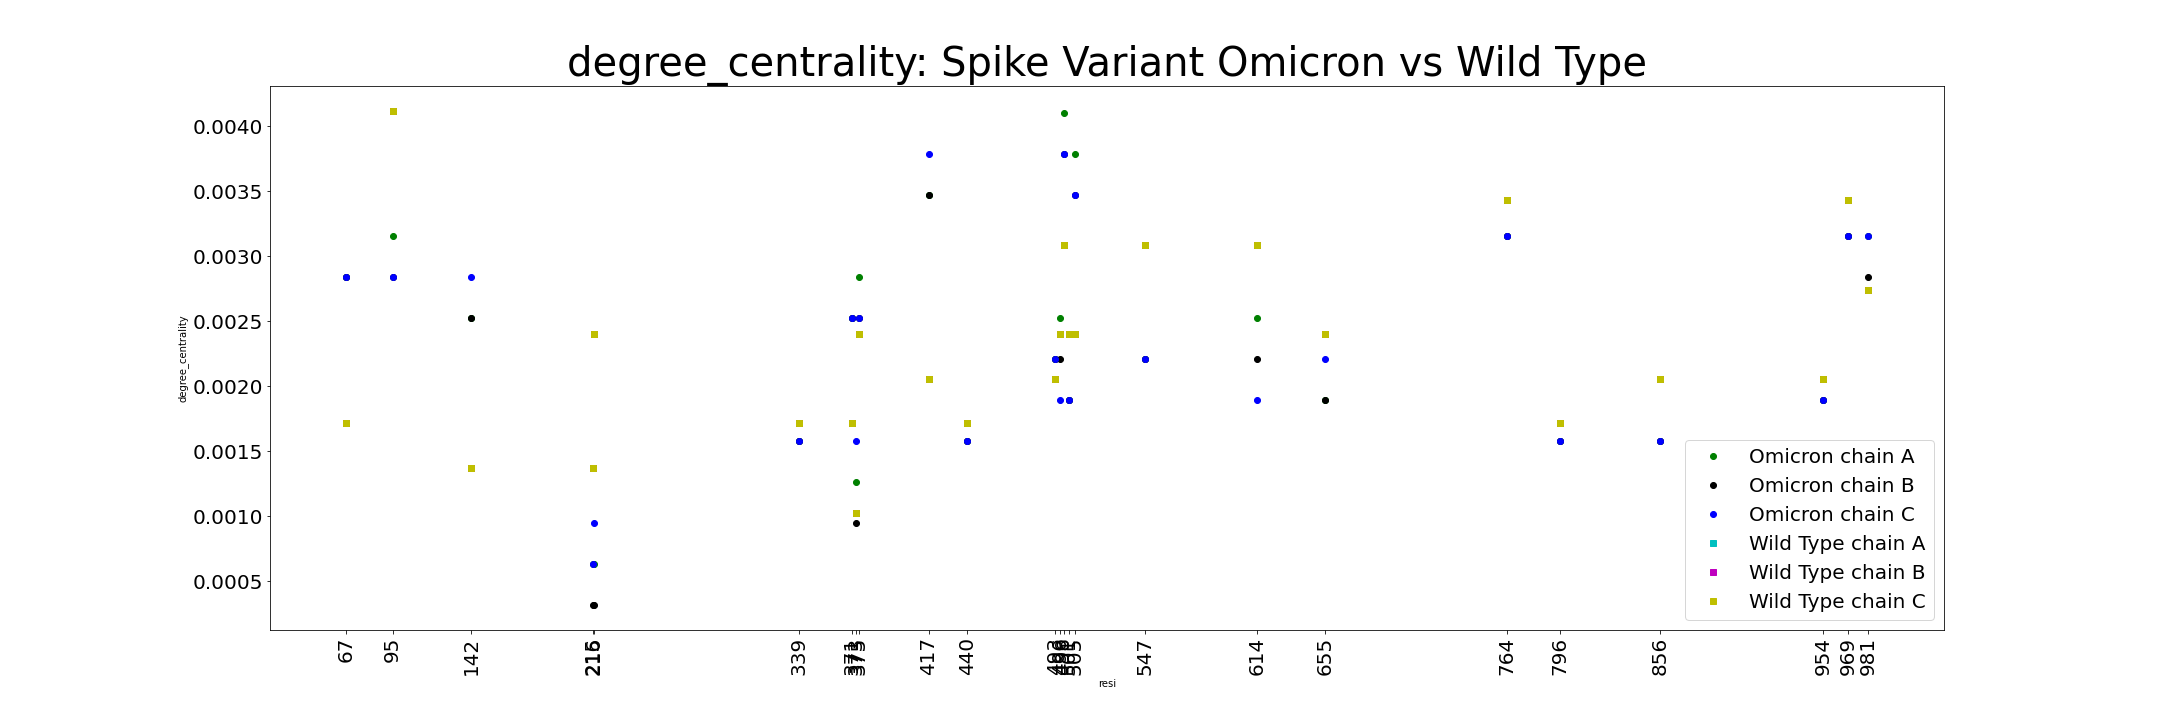 degree_centrality: Spike Variant Omicron vs Wild Type
degree_centrality
0.0040
0.0035
0.0030
0.0025
0.0020
0.0015
0.0010
0.0005
Omicron chain A
Omicron chain B
Omicron chain C
Wild Type chain A
Wild Type chain B
Wild Type chain C
67
95
142
339
417
440
505
547
614
655
764
796
856
954
969
981
resi